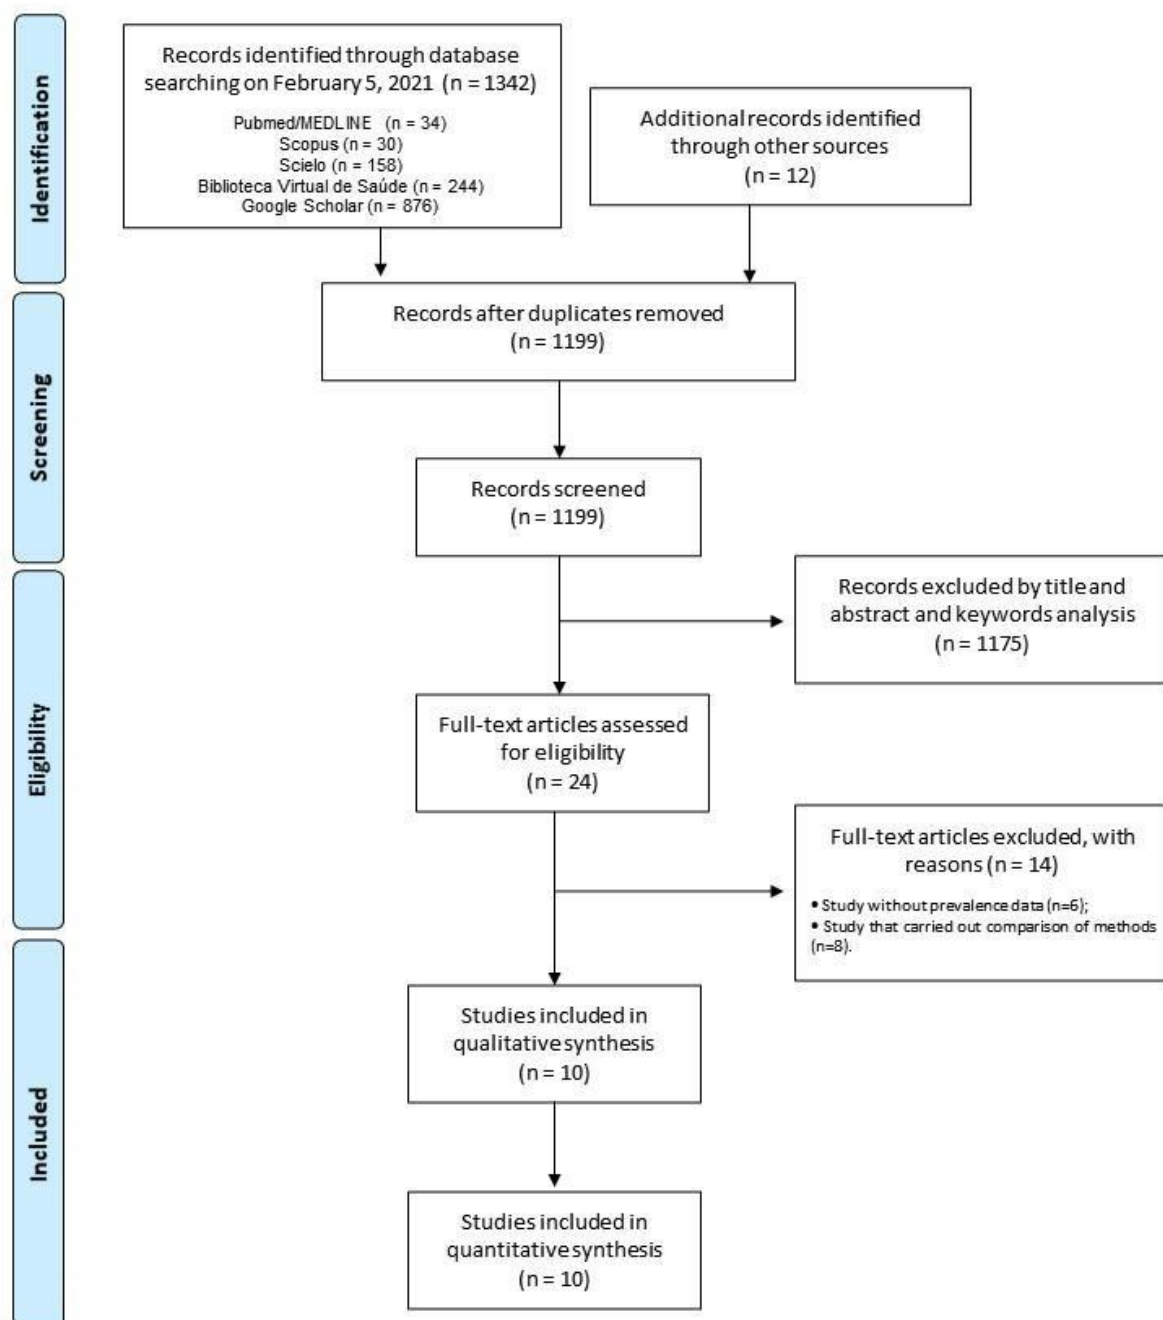 Identification
Records identified through database
searching on February 5, 2021 (n = 1342)
Pubmed/MEDLINE (n = 34)
Scopus (n = 30)
Scielo (n = 158)
Biblioteca Virtual de Saúde (n = 244)
Google Scholar (n = 876)
Additional records identified
through other sources
(n = 12)
Screening
Records after duplicates removed
(n = 1199)
Records screened
(n = 1199)
Eligibility
Records excluded by title and
abstract and keywords analysis
(n = 1175)
Full-text articles assessed
for eligibility
(n = 24)
Full-text articles excluded, with
reasons (n = 14)
• Study without prevalence data (n=6);
• Study that carried out comparison of methods
(n=8).
Included
Studies included in
qualitative synthesis
(n = 10)
Studies included in
quantitative synthesis
(n = 10)